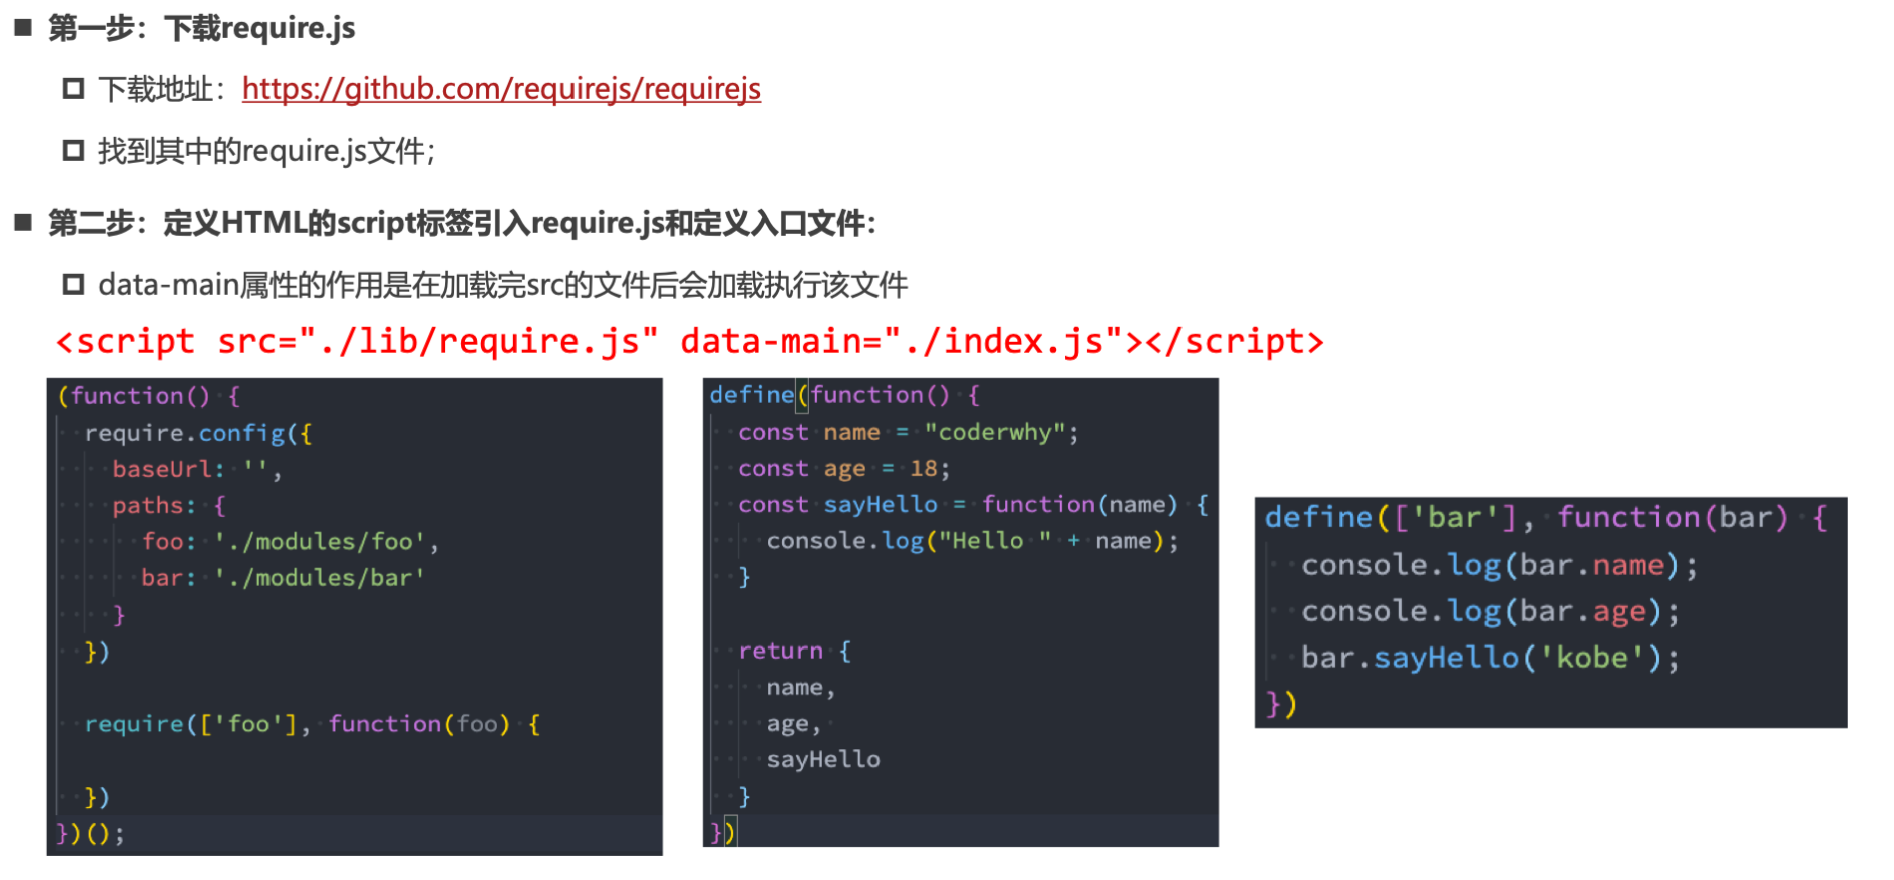 ■ 第一步：下载require.js
下载地址：https://github.com/requirejs/requirejs
找到其中的require.js文件；
■ 第二步：定义HTML的script标签引入require.js和定义入口文件：
data-main属性的作用是在加载完src的文件后会加载执行该文件
<script src="./lib/require.js" data-main="./index.js"></script>
(function() {
  require.config({
    baseUrl: '',
    paths: {
      foo: './modules/foo',
      bar: './modules/bar'
    }
  })

  require(['foo'], function(foo) {

  })
})();
define(function() {
  const name = "coderwhy";
  const age = 18;
  const sayHello = function(name) {
    console.log("Hello " + name);
  }

  return {
    name,
    age,
    sayHello
  }
})
define(['bar'], function(bar) {
  console.log(bar.name);
  console.log(bar.age);
  bar.sayHello('kobe');
})